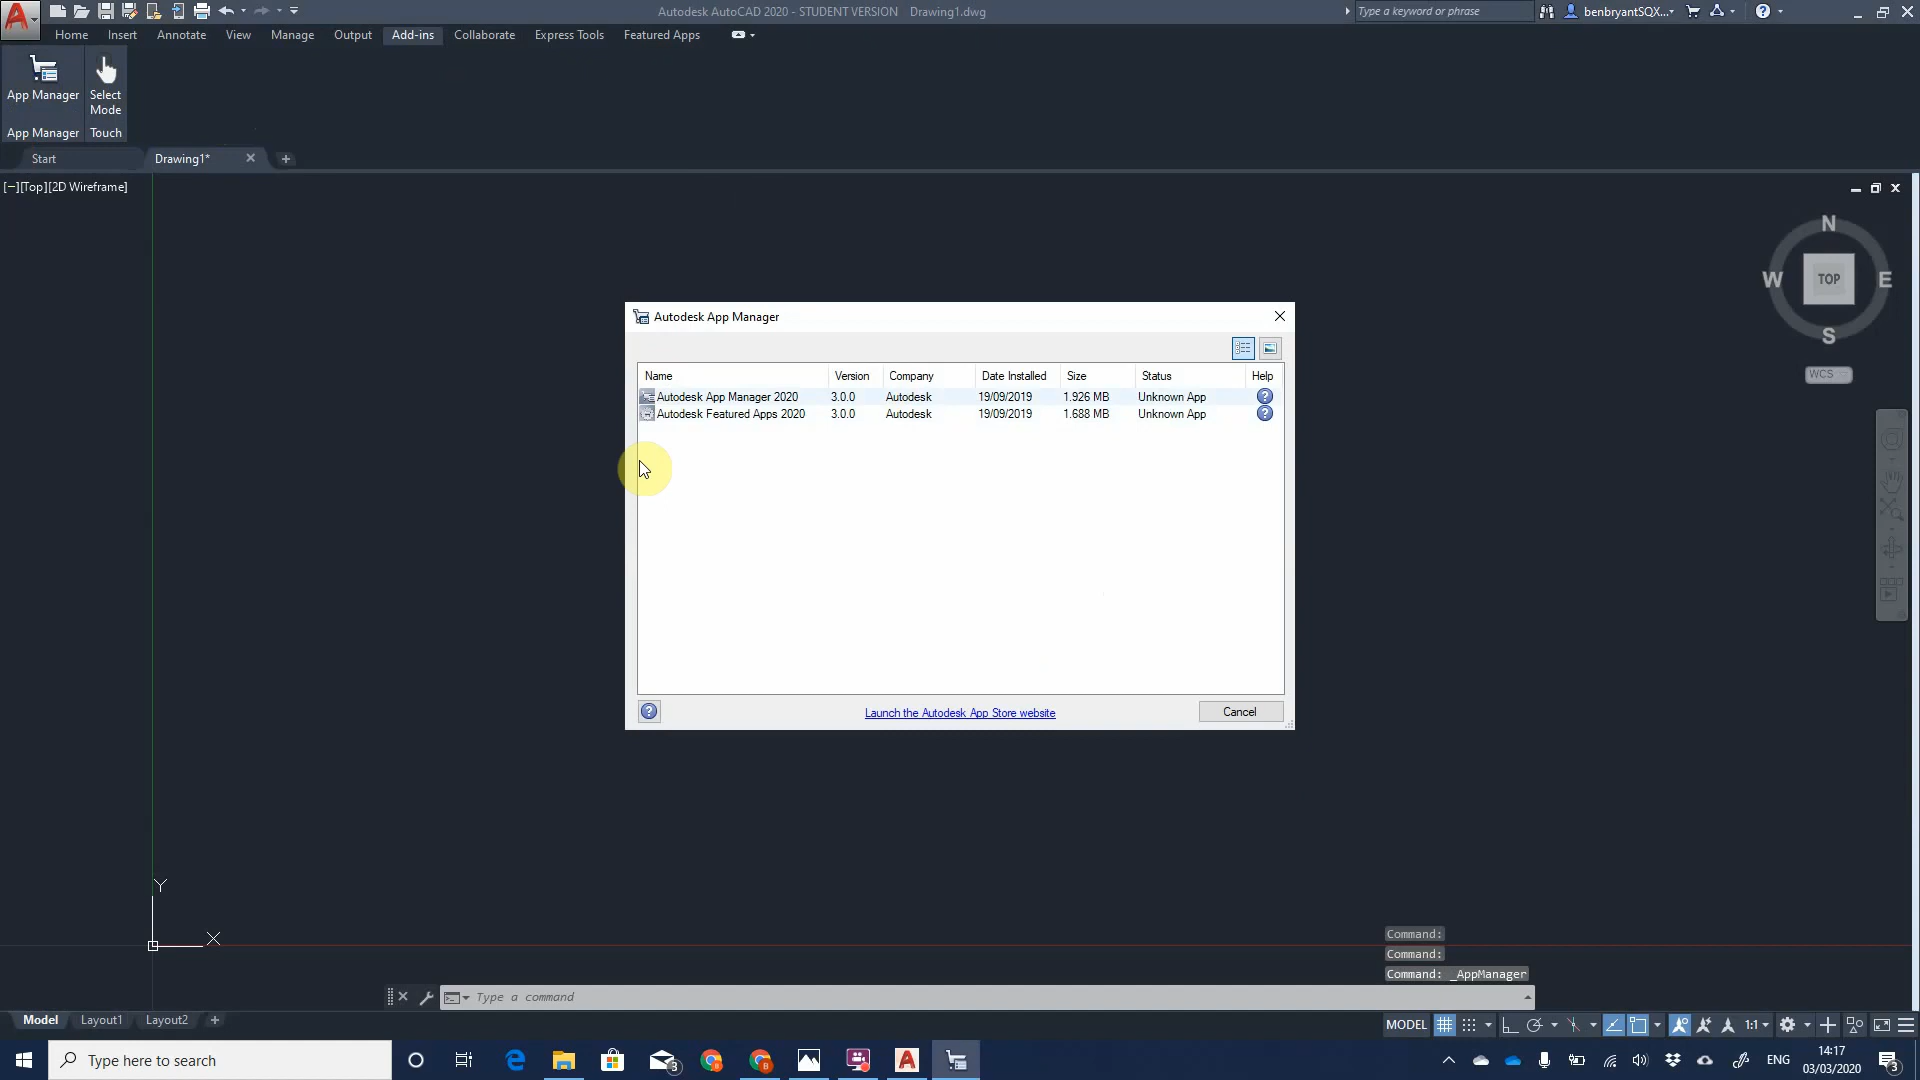 Autodesk AutoCAD 2020 - STUDENT VERSION Drawing1.dwg
Type a keyword or phrase
benbryantSQX...
Home Insert Annotate View Manage Output Add-ins Collaborate Express Tools Featured Apps
App Manager
Select
Mode
App Manager Touch
Start Drawing1*
[−][Top][2D Wireframe]
N
W TOP E
S
WCS
Autodesk App Manager
Name Version Company Date Installed Size Status Help
Autodesk App Manager 2020 3.0.0 Autodesk 19/09/2019 1.926 MB Unknown App
Autodesk Featured Apps 2020 3.0.0 Autodesk 19/09/2019 1.688 MB Unknown App
Launch the Autodesk App Store website
Cancel
Y
X
Command:
Command:
Command: _AppManager
Type a command
Model Layout1 Layout2
MODEL 1:1
Type here to search
3
ENG
14:17
03/03/2020
3